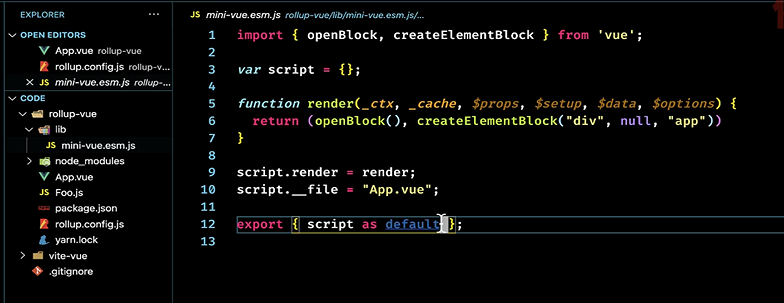 EXPLORER ···
OPEN EDITORS
App.vue rollup-vue
rollup.config.js rollup-v...
mini-vue.esm.js rollup-...
CODE
rollup-vue
lib
JS mini-vue.esm.js
node_modules
App.vue
JS Foo.js
package.json
rollup.config.js
yarn.lock
vite-vue
.gitignore
JS mini-vue.esm.js rollup-vue/lib/mini-vue.esm.js/...
1 import { openBlock, createElementBlock } from 'vue';
2
3 var script = {};
4
5 function render(_ctx, _cache, $props, $setup, $data, $options) {
6 return (openBlock(), createElementBlock("div", null, "app"))
7 }
8
9 script.render = render;
10 script.__file = "App.vue";
11
12 export { script as default };
13